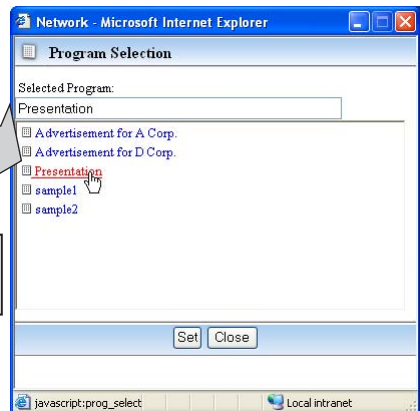 Network - Microsoft Internet Explorer
Program Selection
Selected Program:
Presentation
Advertisement for A Corp.
Advertisement for D Corp.
Presentation
sample1
sample2
Set Close
javascript:prog_select Local intranet